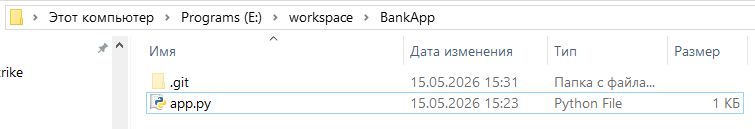 Этот компьютер > Programs (E:) > workspace > BankApp
Имя Дата изменения Тип Размер
rike
.git 15.05.2026 15:31 Папка с файла...
app.py 15.05.2026 15:23 Python File 1 КБ